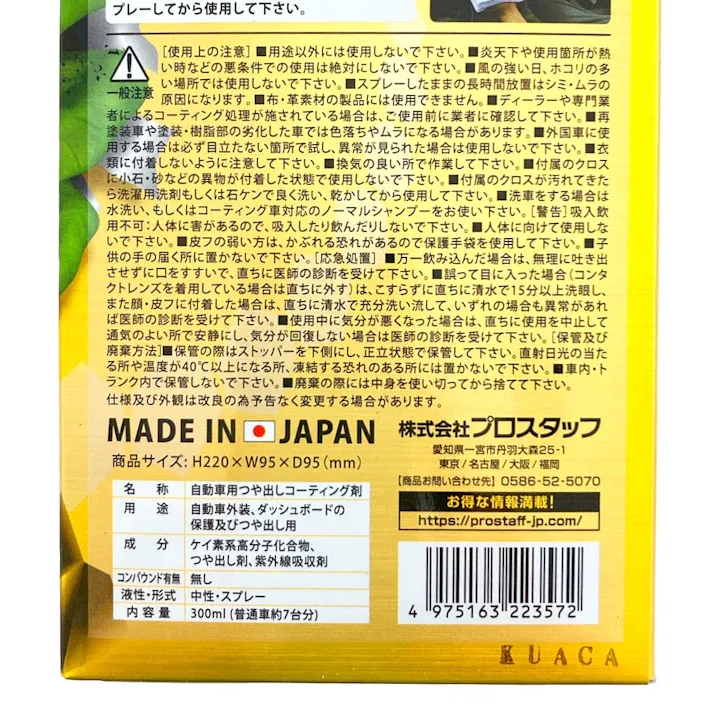 プレーしてから使用して下さい。
一般注意
[使用上の注意]■用途以外には使用しないで下さい。■炎天下や使用箇所が熱
い時などの悪条件での使用は絶対にしないで下さい。■風の強い日、ホコリの多
い場所では使用しないで下さい。■スプレーしたままの長時間放置はシミ・ムラの
原因になります。■布・革素材の製品には使用できません。■ディーラーや専門業
者によるコーティング処理が施されている場合は、ご使用前に業者に確認して下さい。■再
塗装車や塗装・樹脂部の劣化した車では色落ちやムラになる場合があります。■外国車に使
用する場合は必ず目立たない箇所で試し、異常が見られた場合は使用しないで下さい。■衣
類に付着しないように注意して下さい。■換気の良い所で作業して下さい。■付属のクロス
に小石・砂などの異物が付着した状態で使用しないで下さい。■付属のクロスが汚れてきた
ら洗濯用洗剤もしくは石ケンで良く洗い、乾かしてから使用して下さい。■洗車をする場合は
水洗い、もしくはコーティング車対応のノーマルシャンプーをお使い下さい。[警告]吸入飲
用不可:人体に害があるので、吸入したり飲んだりしないで下さい。■人体に向けて使用しな
いで下さい。■皮フの弱い方は、かぶれる恐れがあるので保護手袋を使用して下さい。■子
供の手の届く所に置かないで下さい。[応急処置]■万一飲み込んだ場合は、無理に吐き出
させずに口をすすいで、直ちに医師の診断を受けて下さい。■誤って目に入った場合(コンタ
クトレンズを着用している場合は直ちに外す)は、こすらずに直ちに清水で15分以上洗眼し、
また顔・皮フに付着した場合は、直ちに清水で充分洗い流して、いずれの場合も異常があれ
ば医師の診断を受けて下さい。■使用中に気分が悪くなった場合は、直ちに使用を中止して
通気のよい所で安静にし、気分が回復しない場合は医師の診断を受けて下さい。[保管及び
廃棄方法]■保管の際はストッパーを下側にし、正立状態で保管して下さい。直射日光の当た
る所や温度が40℃以上になる所、凍結する恐れのある所には置かないで下さい。■車内・ト
ランク内で保管しないで下さい。■廃棄の際には中身を使い切ってから捨てて下さい。
仕様及び外観は改良の為予告なく変更する場合があります。
MADE IN JAPAN
商品サイズ:H220×W95×D95(mm)
株式会社プロスタッフ
愛知県一宮市丹羽大森25-1
東京/名古屋/大阪/福岡
[商品お問い合わせ先] 0586-52-5070
お得な情報満載!
https://prostaff-jp.com/
名 称 自動車用つや出しコーティング剤
用 途 自動車外装、ダッシュボードの
保護及びつや出し用
成 分 ケイ素系高分子化合物、
つや出し剤、紫外線吸収剤
コンパウンド有無 無し
液性・形式 中性・スプレー
内 容 量 300ml(普通車約7台分)
4 975163 223572
KUACA